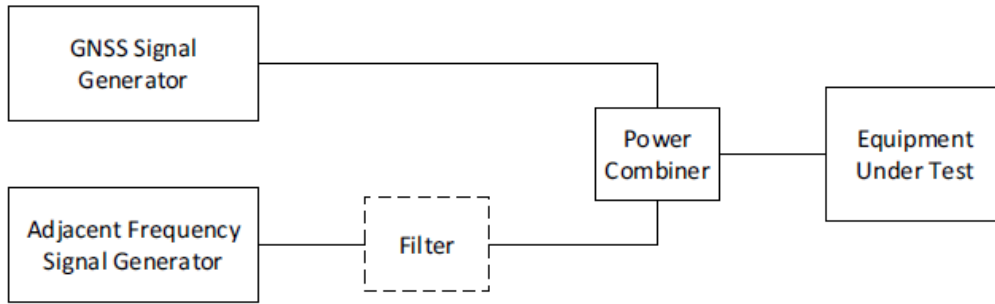 GNSS Signal
Generator
Power
Combiner
Equipment
Under Test
Adjacent Frequency
Signal Generator
Filter